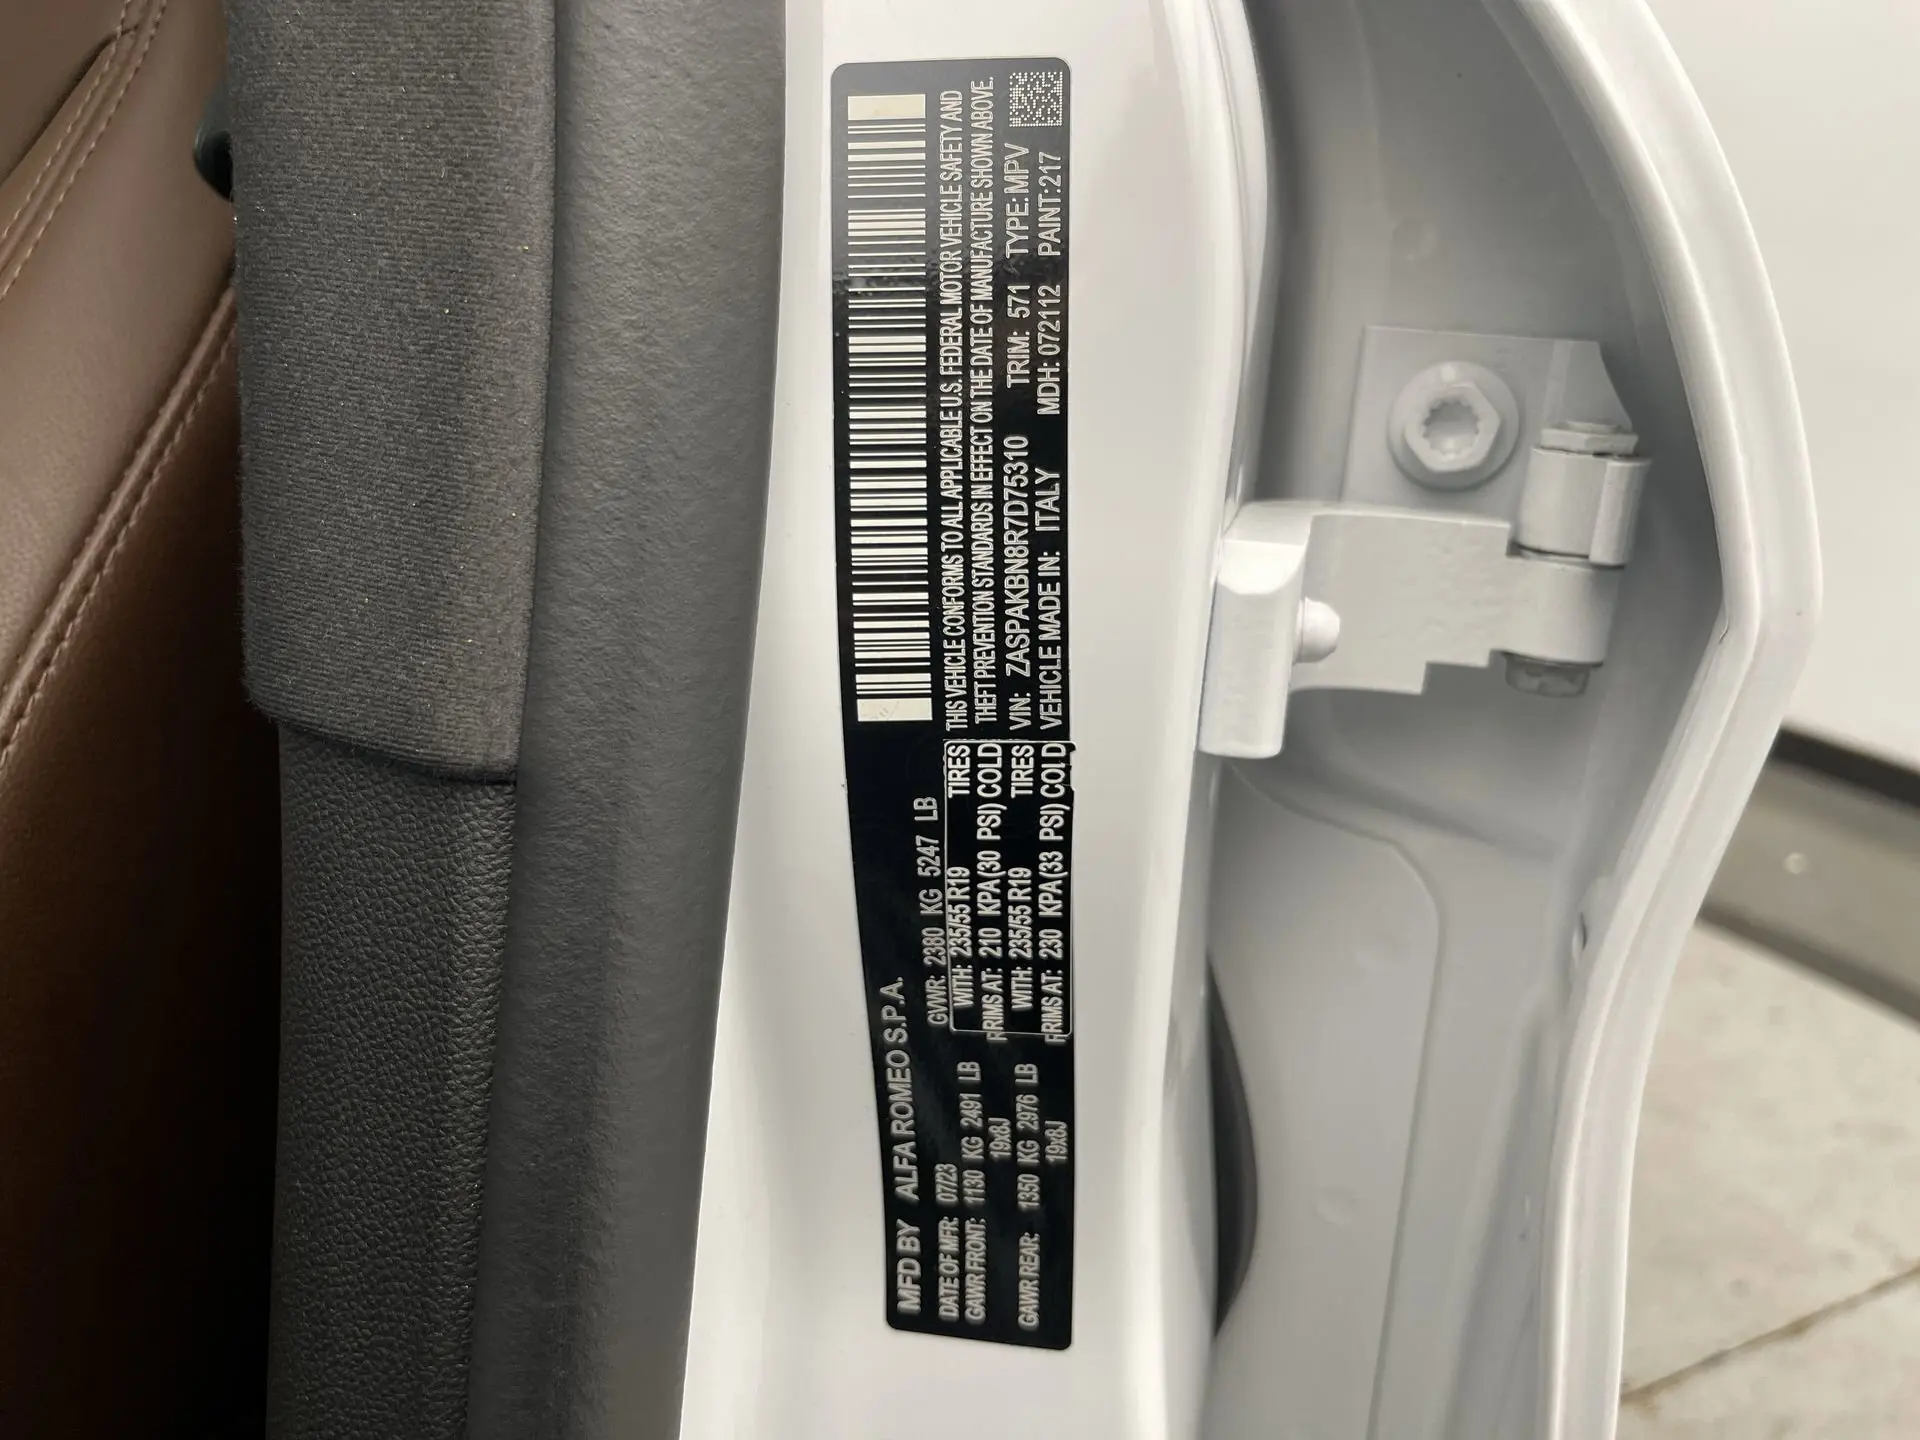 MFD BY ALFA ROMEO S.P.A.
DATE OF MFR: 07/23 GVWR: 2380 KG 5247 LB
GAWR FRONT: 1130 KG 2491 LB WITH: 235/55 R19 TIRES
19x8J RIMS AT: 210 KPA(30 PSI) COLD
GAWR REAR: 1350 KG 2976 LB WITH: 235/55 R19 TIRES
19x8J RIMS AT: 230 KPA(33 PSI) COLD
THIS VEHICLE CONFORMS TO ALL APPLICABLE U.S. FEDERAL MOTOR VEHICLE SAFETY AND
THEFT PREVENTION STANDARDS IN EFFECT ON THE DATE OF MANUFACTURE SHOWN ABOVE.
VIN: ZASPAKBN8R7D75310 TRIM: 571 TYPE: MPV
VEHICLE MADE IN: ITALY MDH: 072112 PAINT: 217